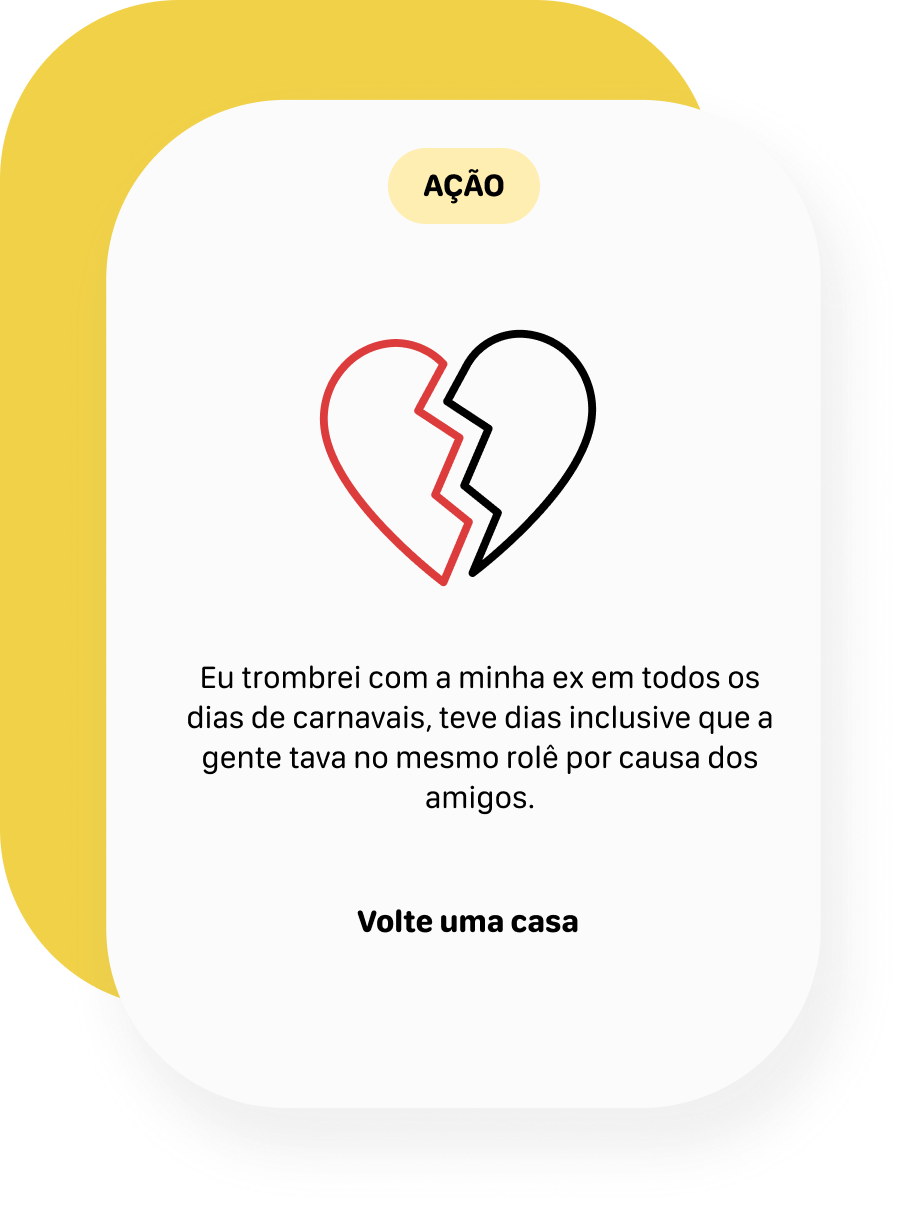 AÇÃO
Eu trombrei com a minha ex em todos os
dias de carnavais, teve dias inclusive que a
gente tava no mesmo rolê por causa dos
amigos.
Volte uma casa